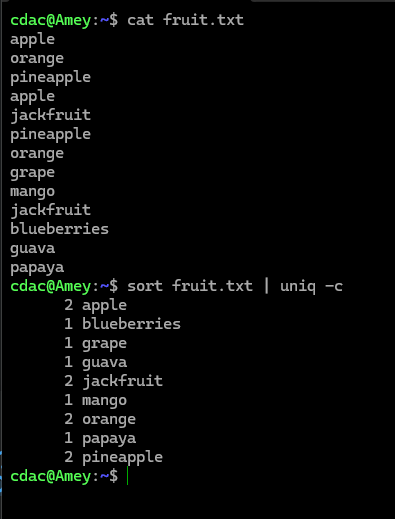 cdac@Amey:~$ cat fruit.txt
apple
orange
pineapple
apple
jackfruit
pineapple
orange
grape
mango
jackfruit
blueberries
guava
papaya
cdac@Amey:~$ sort fruit.txt | uniq -c
      2 apple
      1 blueberries
      1 grape
      1 guava
      2 jackfruit
      1 mango
      2 orange
      1 papaya
      2 pineapple
cdac@Amey:~$